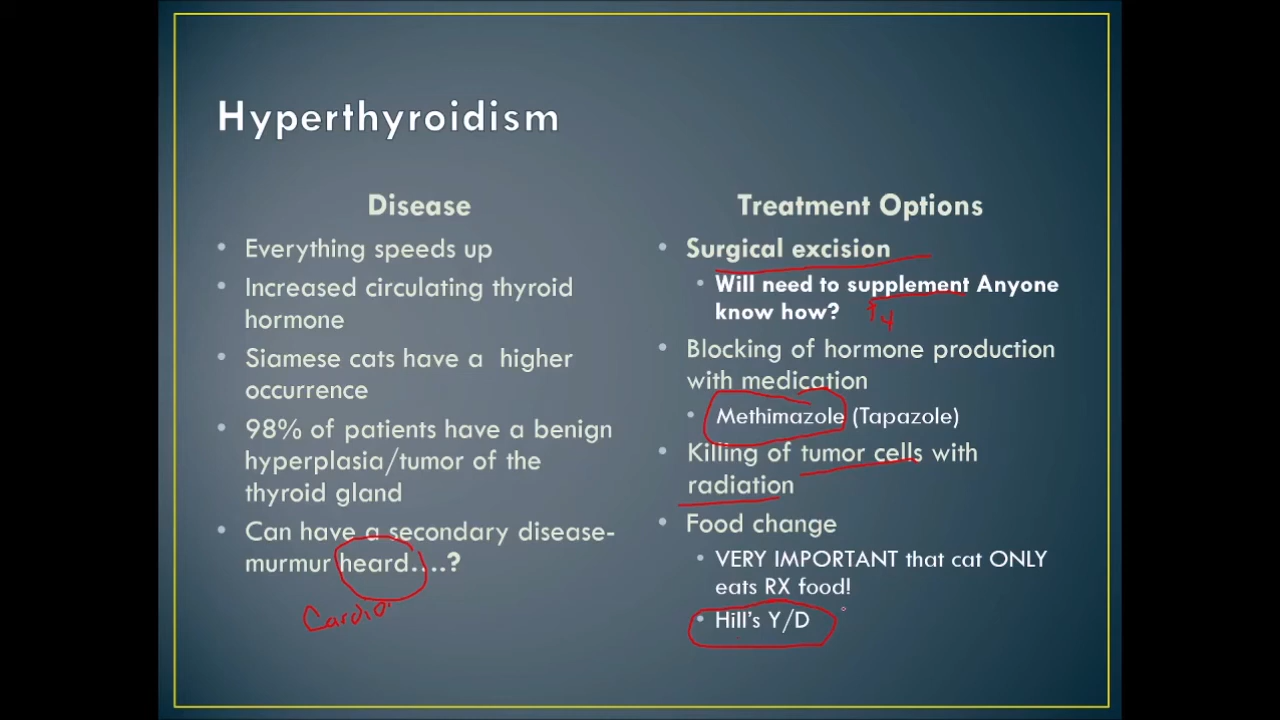 Hyperthyroidism
Disease
• Everything speeds up
• Increased circulating thyroid
hormone
• Siamese cats have a higher
occurrence
• 98% of patients have a benign
hyperplasia/tumor of the
thyroid gland
• Can have a secondary disease-
murmur heard....?
Cardio
Treatment Options
• Surgical excision
• Will need to supplement Anyone
know how?
T4
• Blocking of hormone production
with medication
• Methimazole (Tapazole)
• Killing of tumor cells with
radiation
• Food change
• VERY IMPORTANT that cat ONLY
eats RX food!
• Hill's Y/D